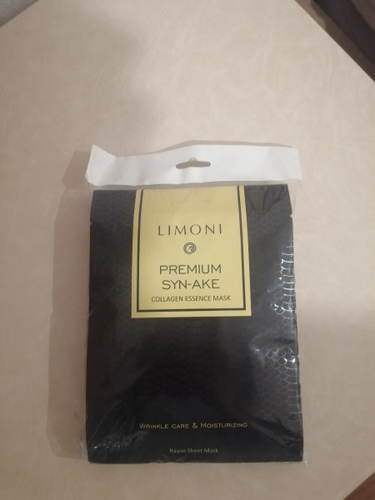 LIMONI
PREMIUM
SYN-AKE
COLLAGEN ESSENCE MASK
WRINKLE CARE & MOISTURIZING
Rayon Sheet Mask